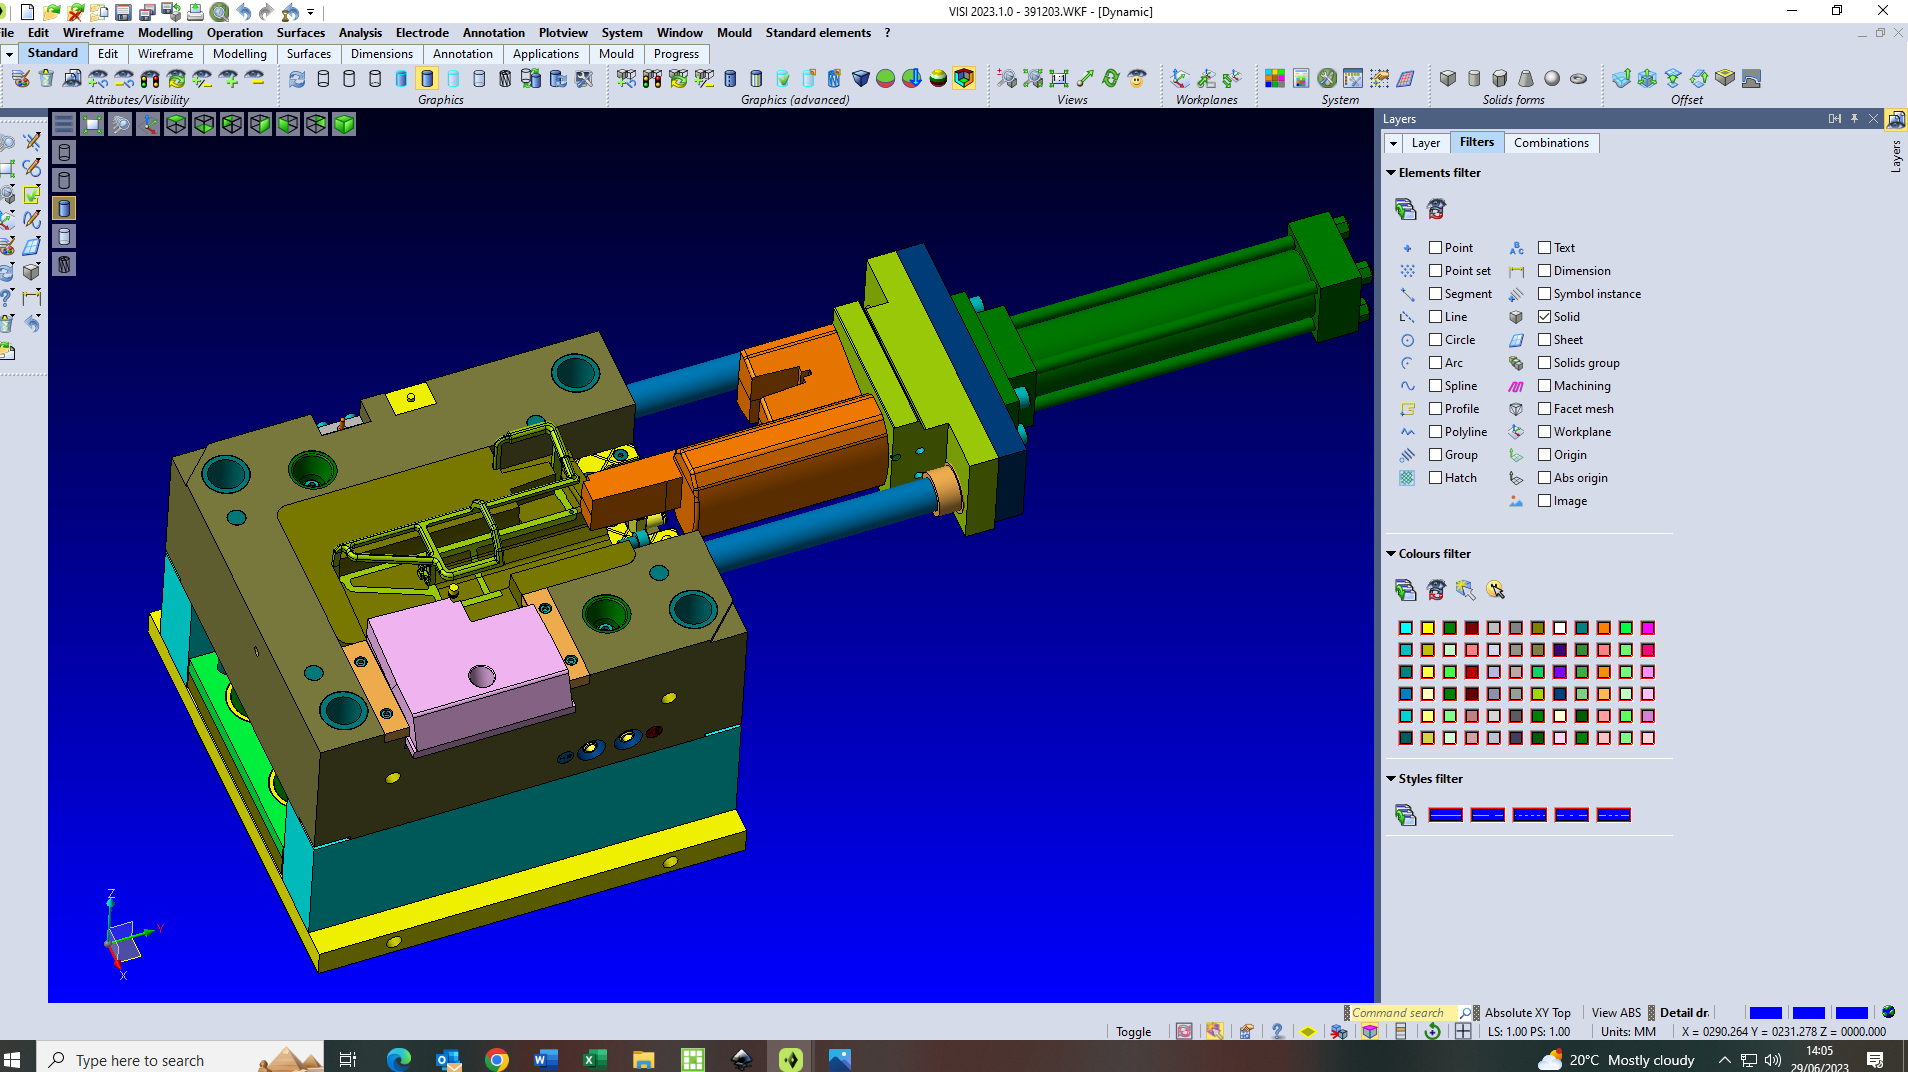 VISI 2023.1.0 - 391203.WKF - [Dynamic]
ile Edit Wireframe Modelling Operation Surfaces Analysis Electrode Annotation Plotview System Window Mould Standard elements ?
Standard Edit Wireframe Modelling Surfaces Dimensions Annotation Applications Mould Progress
Attributes/Visibility Graphics Graphics (advanced) Views Workplanes System Solids forms Offset
Layers
Layers
Layer Filters Combinations
Elements filter
Point Text
Point set Dimension
Segment Symbol instance
Line Solid
Circle Sheet
Arc Solids group
Spline Machining
Profile Facet mesh
Polyline Workplane
Group Origin
Hatch Abs origin
Image
Colours filter
Styles filter
Z
Y
X
Command search Absolute XY Top View ABS Detail dr
Toggle LS: 1.00 PS: 1.00 Units: MM X = 0290.264 Y = 0231.278 Z = 0000.000
Type here to search 20°C Mostly cloudy 14:05
29/06/2023